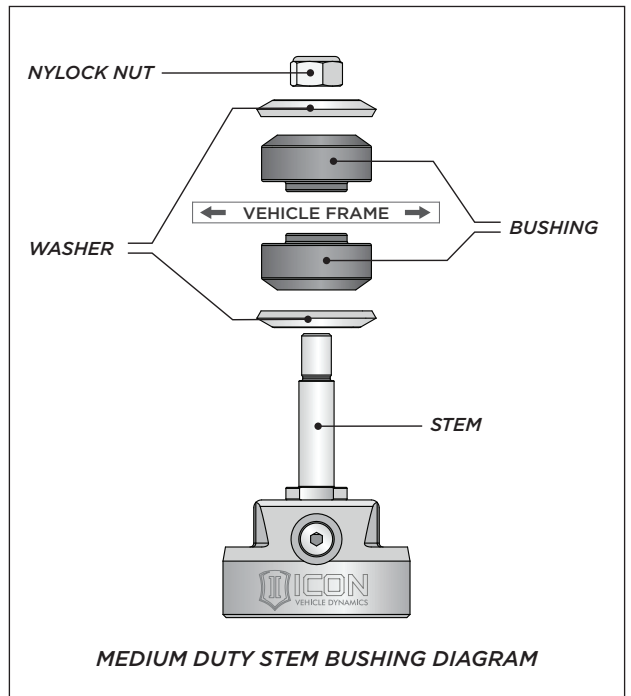 NYLOCK NUT
VEHICLE FRAME
WASHER
BUSHING
STEM
ICON
VEHICLE DYNAMICS
MEDIUM DUTY STEM BUSHING DIAGRAM